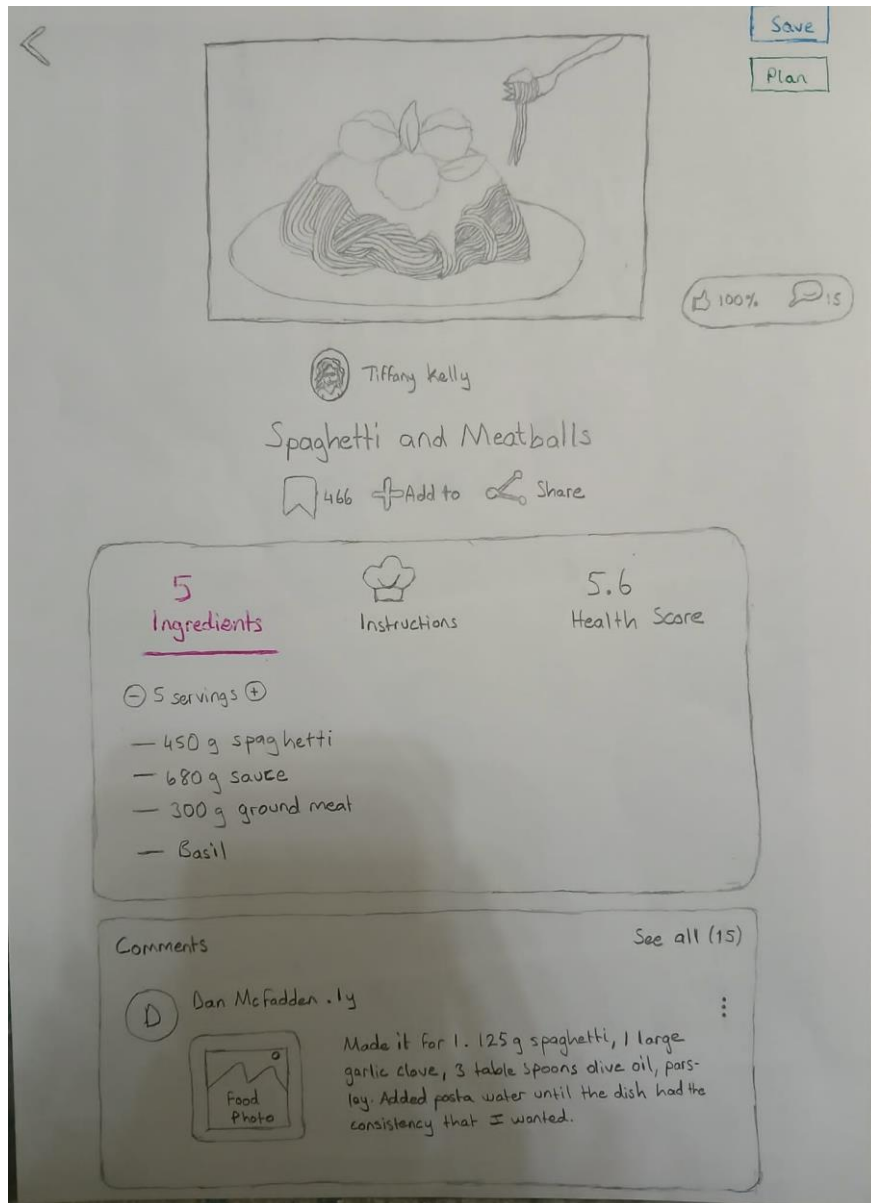 Save
Plan
100% 15
Tiffany Kelly
Spaghetti and Meatballs
466 Add to Share
5 5.6
Ingredients Instructions Health Score
- 5 servings +
— 450 g spaghetti
— 680 g sauce
— 300 g ground meat
— Basil
Comments See all (15)
D Dan McFadden . 1y
Made it for 1. 125 g spaghetti, 1 large
garlic clove, 3 table spoons olive oil, pars-
ley. Added pasta water until the dish had the
consistency that I wanted.
Food
Photo